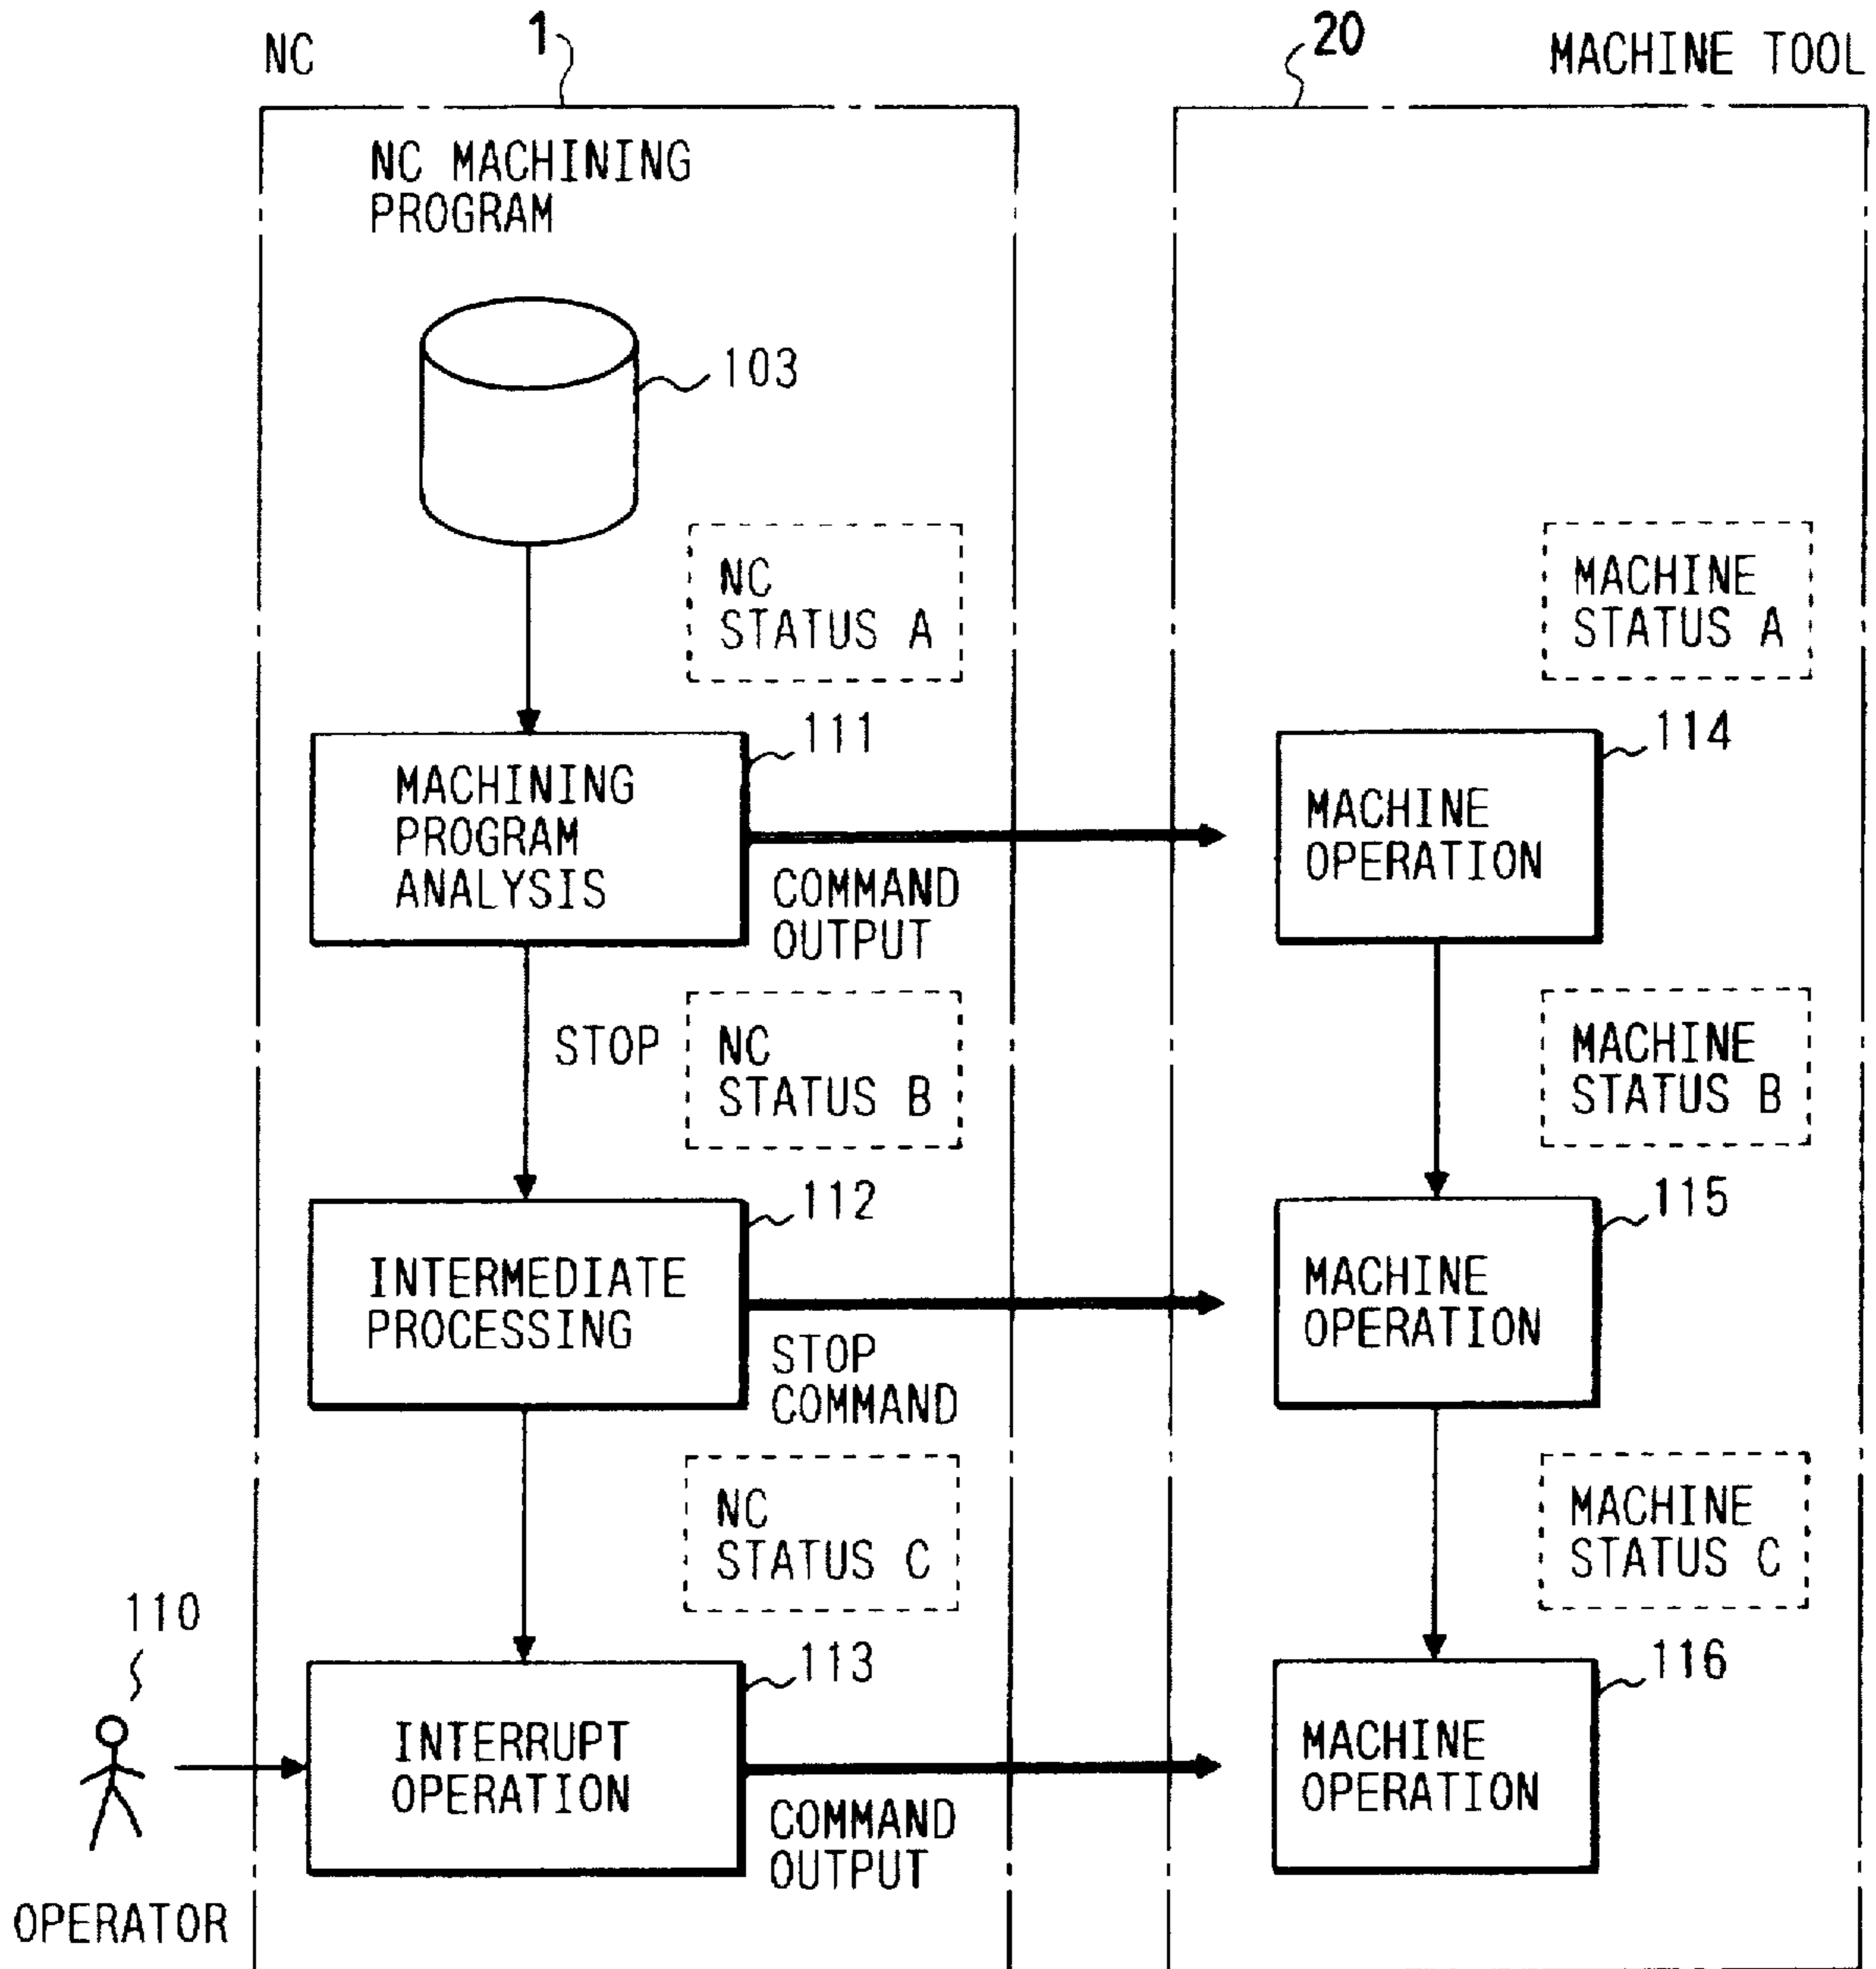 NC
1
20
MACHINE TOOL
NC MACHINING
PROGRAM
103
NC
STATUS A
MACHINE
STATUS A
111
114
MACHINING
PROGRAM
ANALYSIS
MACHINE
OPERATION
COMMAND
OUTPUT
STOP
NC
STATUS B
MACHINE
STATUS B
112
115
INTERMEDIATE
PROCESSING
MACHINE
OPERATION
STOP
COMMAND
NC
STATUS C
MACHINE
STATUS C
110
113
116
INTERRUPT
OPERATION
MACHINE
OPERATION
COMMAND
OUTPUT
OPERATOR